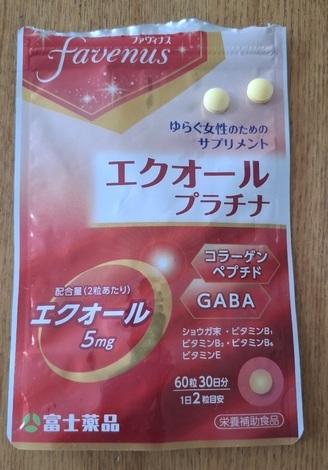 ファヴィナス
favenus
ゆらぐ女性のための
サプリメント
エクオール
プラチナ
コラーゲン
ペプチド
配合量(2粒あたり)
エクオール
5mg
GABA
ショウガ末・ビタミンB₁
ビタミンB₂・ビタミンB₆
ビタミンE
60粒30日分
1日2粒目安
富士薬品
栄養補助食品